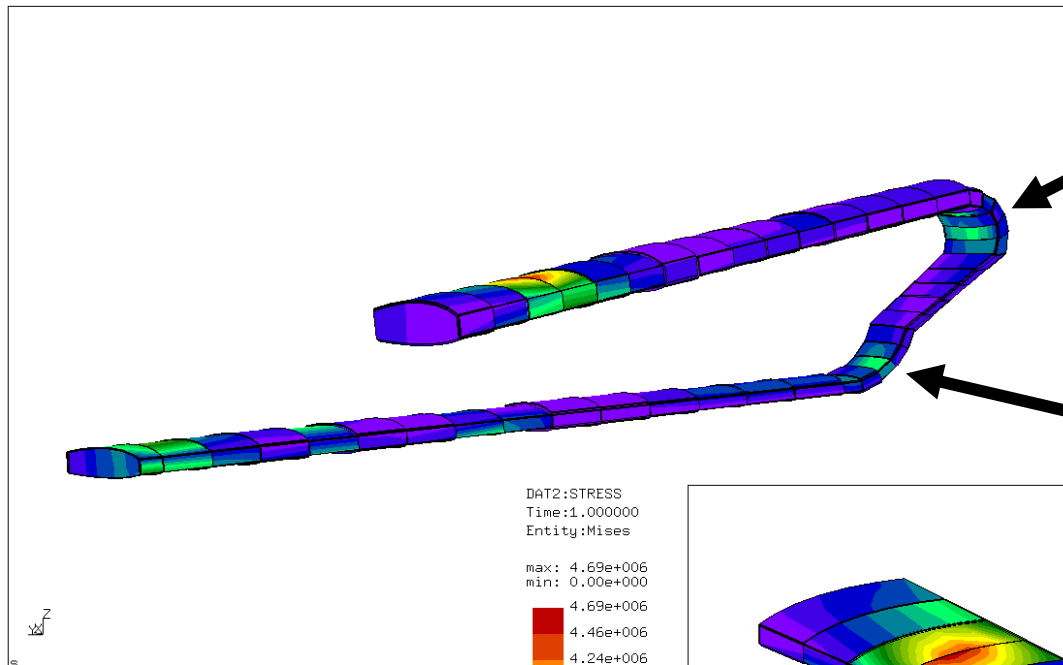 DAT2:STRESS
Time:1.000000
Entity:Mises
max: 4.69e+006
min: 0.00e+000
4.69e+006
4.46e+006
4.24e+006
Z